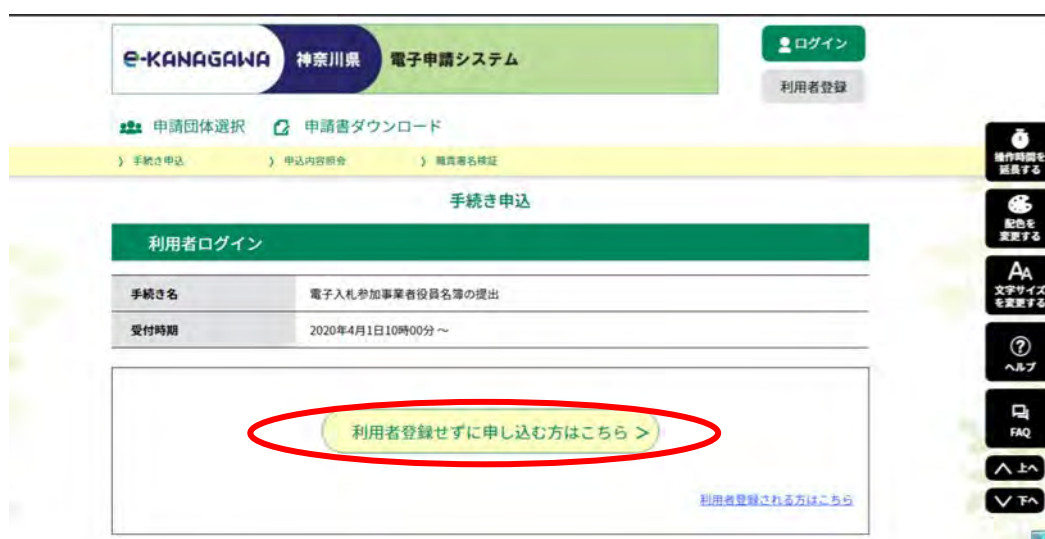 e-KANAGAWA 神奈川県 電子申請システム
ログイン
利用者登録
申請団体選択 申請書ダウンロード
手続き申込 申込内容照会 職責署名検証
手続き申込
利用者ログイン
手続き名 電子入札参加事業者役員名簿の提出
受付時期 2020年4月1日10時00分 ~
利用者登録せずに申し込む方はこちら >
利用者登録される方はこちら
操作時間を
延長する
配色を
変更する
AA
文字サイズ
を変更する
?
ヘルプ
FAQ
上へ
下へ